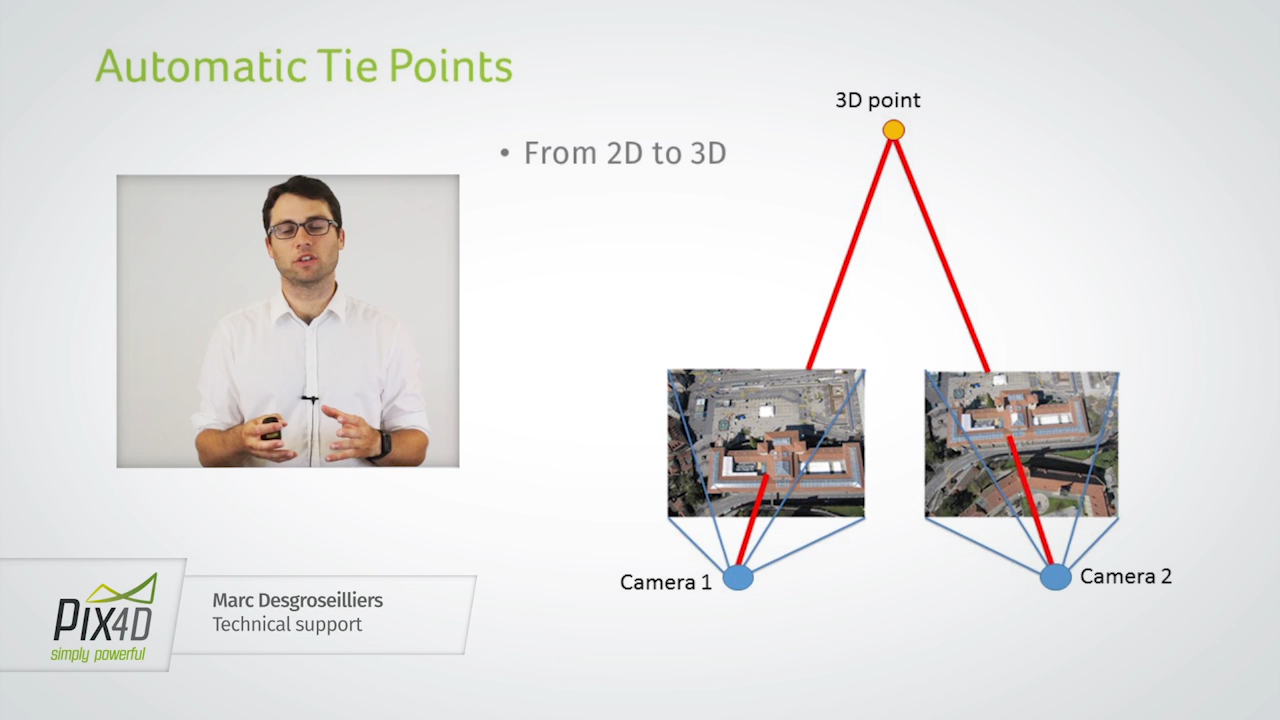 Automatic Tie Points
• From 2D to 3D
3D point
Camera 1
Camera 2
Pix4D
simply powerful
Marc Desgroseilliers
Technical support